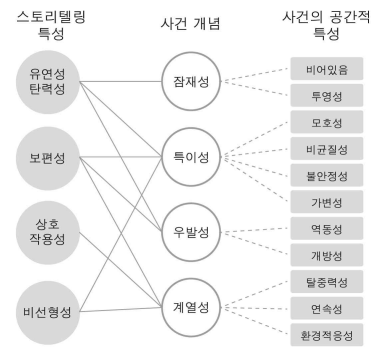 스토리텔링
특성
사건 개념
사건의 공간적
특성
유연성
탄력성
보편성
상호
작용성
비선형성
잠재성
특이성
우발성
계열성
비어있음
투영성
모호성
비균질성
불안정성
가변성
역동성
개방성
탈중력성
연속성
환경적응성